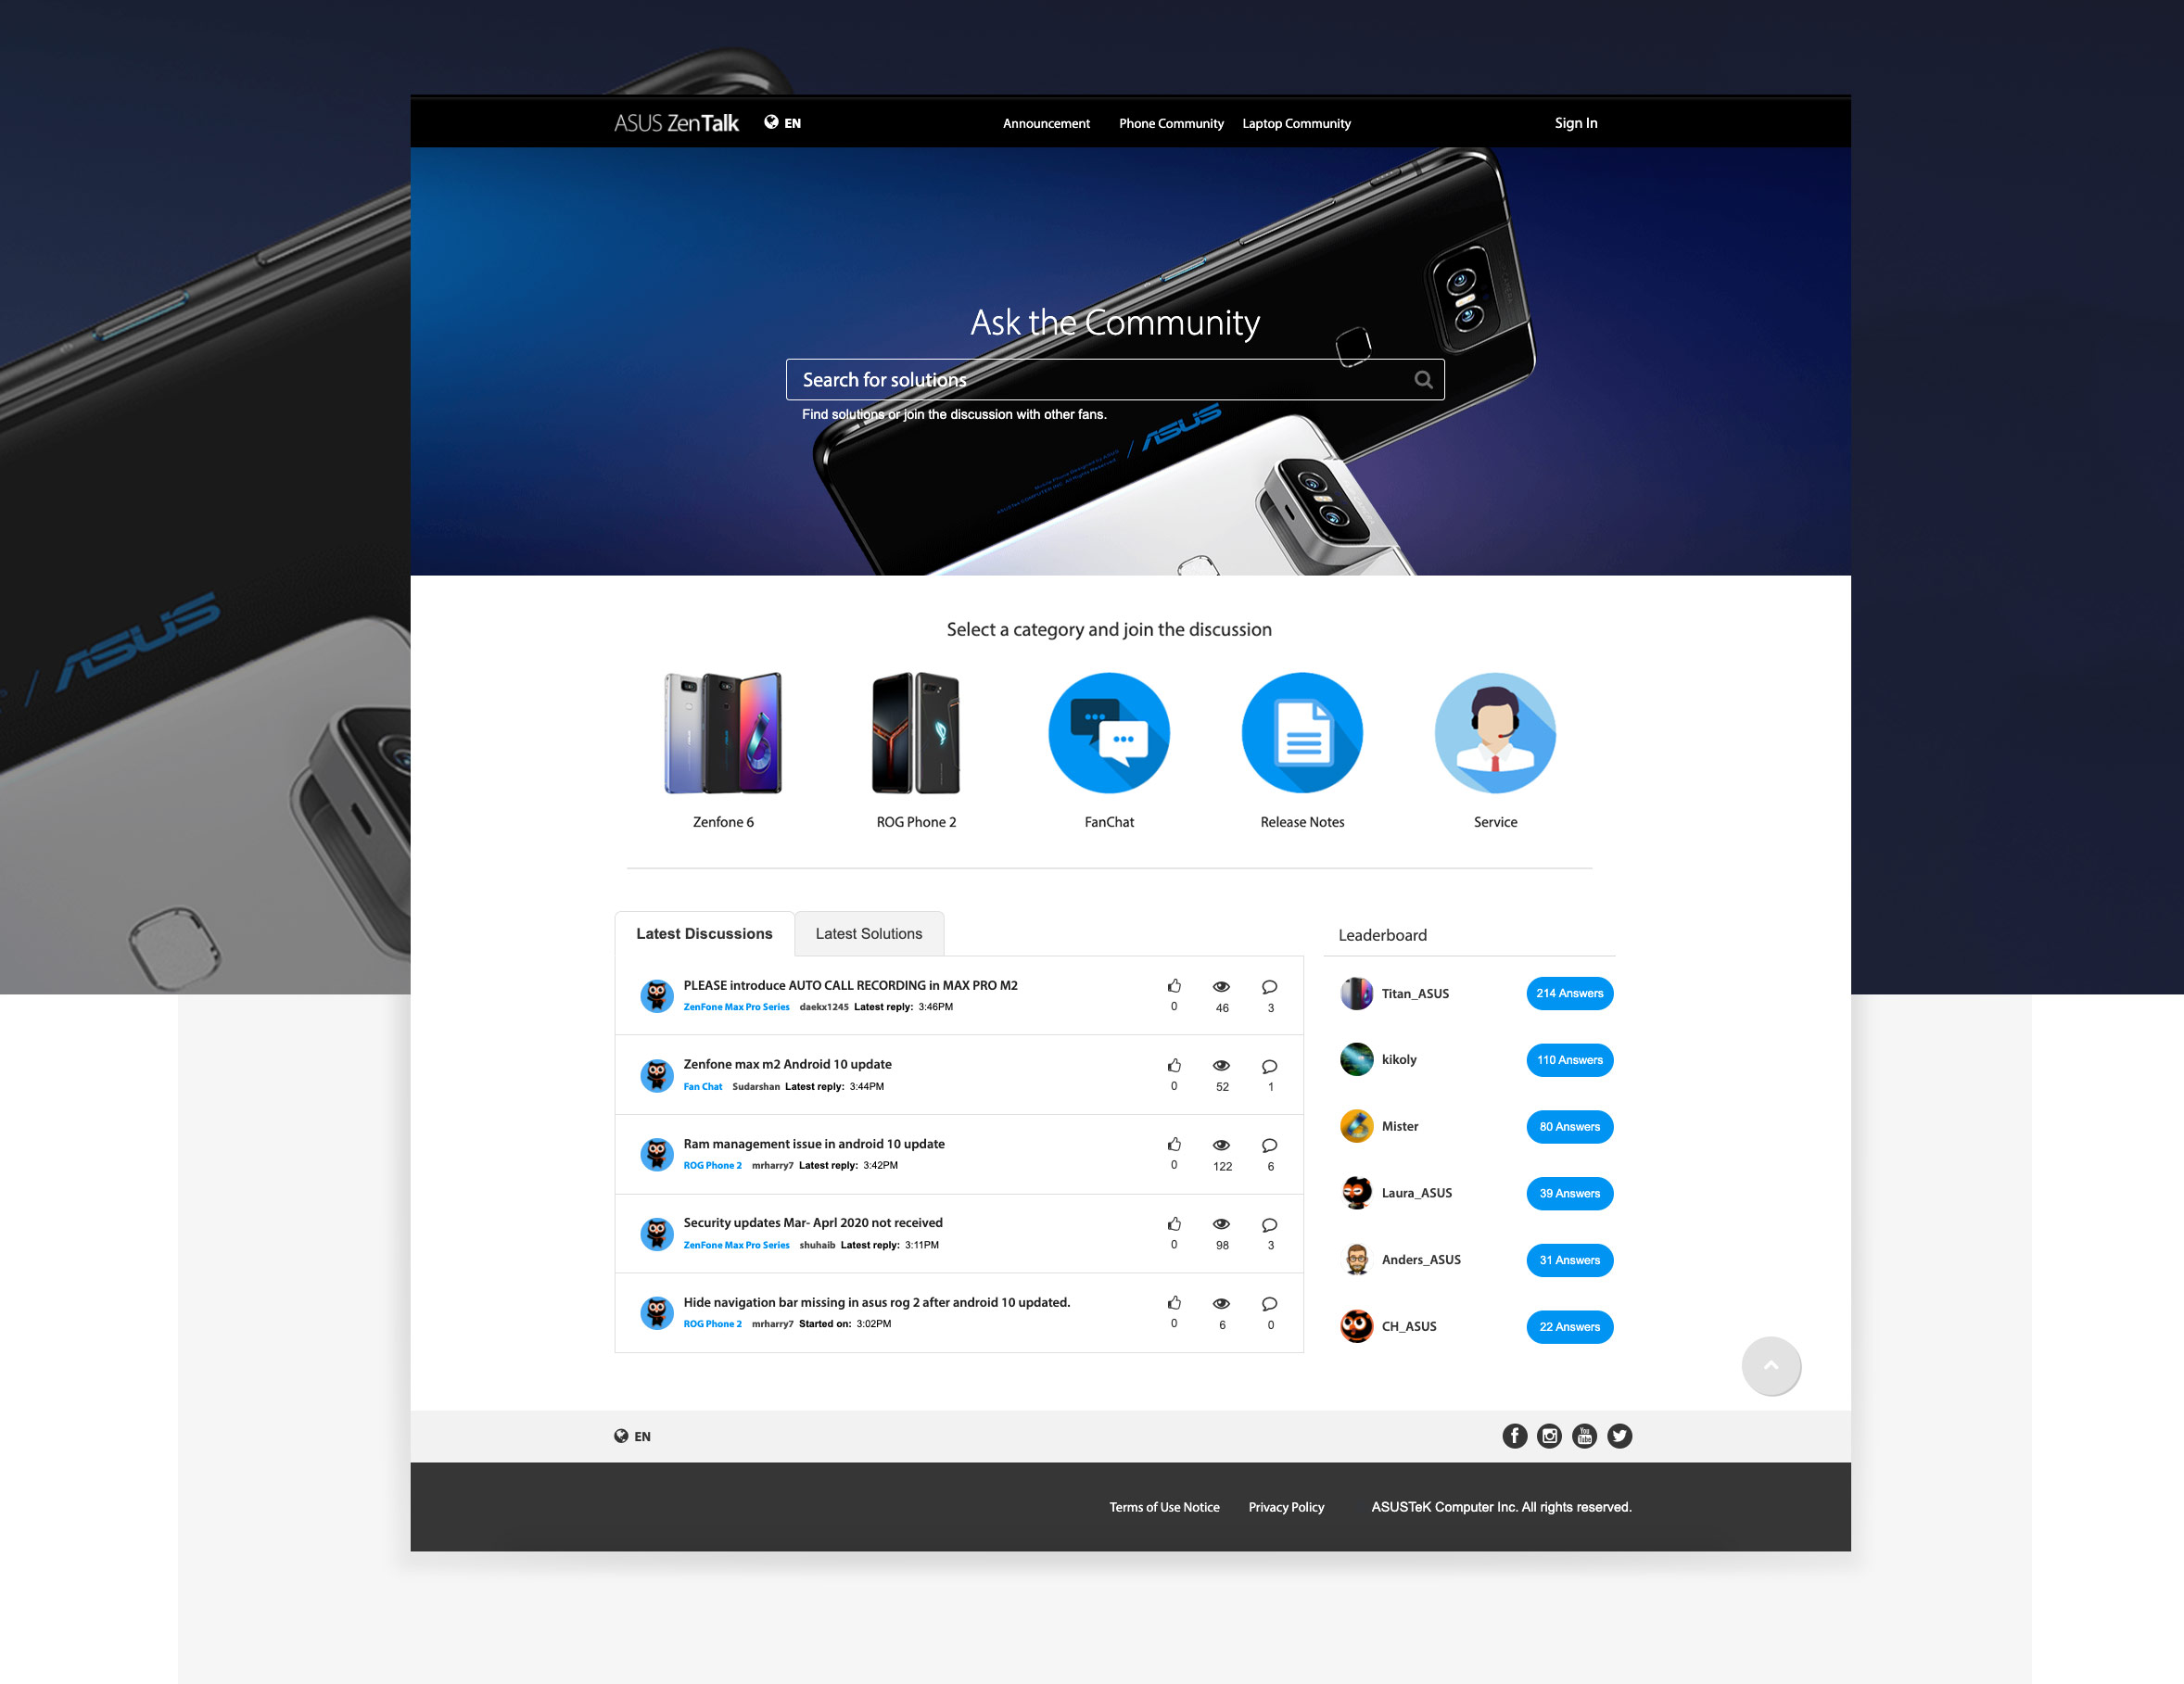 ASUS ZenTalk EN Announcement Phone Community Laptop Community Sign In
Ask the Community
Search for solutions
Find solutions or join the discussion with other fans.
/ ASUS
/ ASUS
Select a category and join the discussion
Zenfone 6 ROG Phone 2 FanChat Release Notes Service
Latest Discussions Latest Solutions
PLEASE introduce AUTO CALL RECORDING in MAX PRO M2
ZenFone Max Pro Series daekx1245 Latest reply: 3:46PM
0 46 3
Zenfone max m2 Android 10 update
Fan Chat Sudarshan Latest reply: 3:44PM
0 52 1
Ram management issue in android 10 update
ROG Phone 2 mrharry7 Latest reply: 3:42PM
0 122 6
Security updates Mar- Aprl 2020 not received
ZenFone Max Pro Series shuhaib Latest reply: 3:11PM
0 98 3
Hide navigation bar missing in asus rog 2 after android 10 updated.
ROG Phone 2 mrharry7 Started on: 3:02PM
0 6 0
Leaderboard
Titan_ASUS 214 Answers
kikoly 110 Answers
Mister 80 Answers
Laura_ASUS 39 Answers
Anders_ASUS 31 Answers
CH_ASUS 22 Answers
EN
You Tube
Terms of Use Notice Privacy Policy ASUSTeK Computer Inc. All rights reserved.